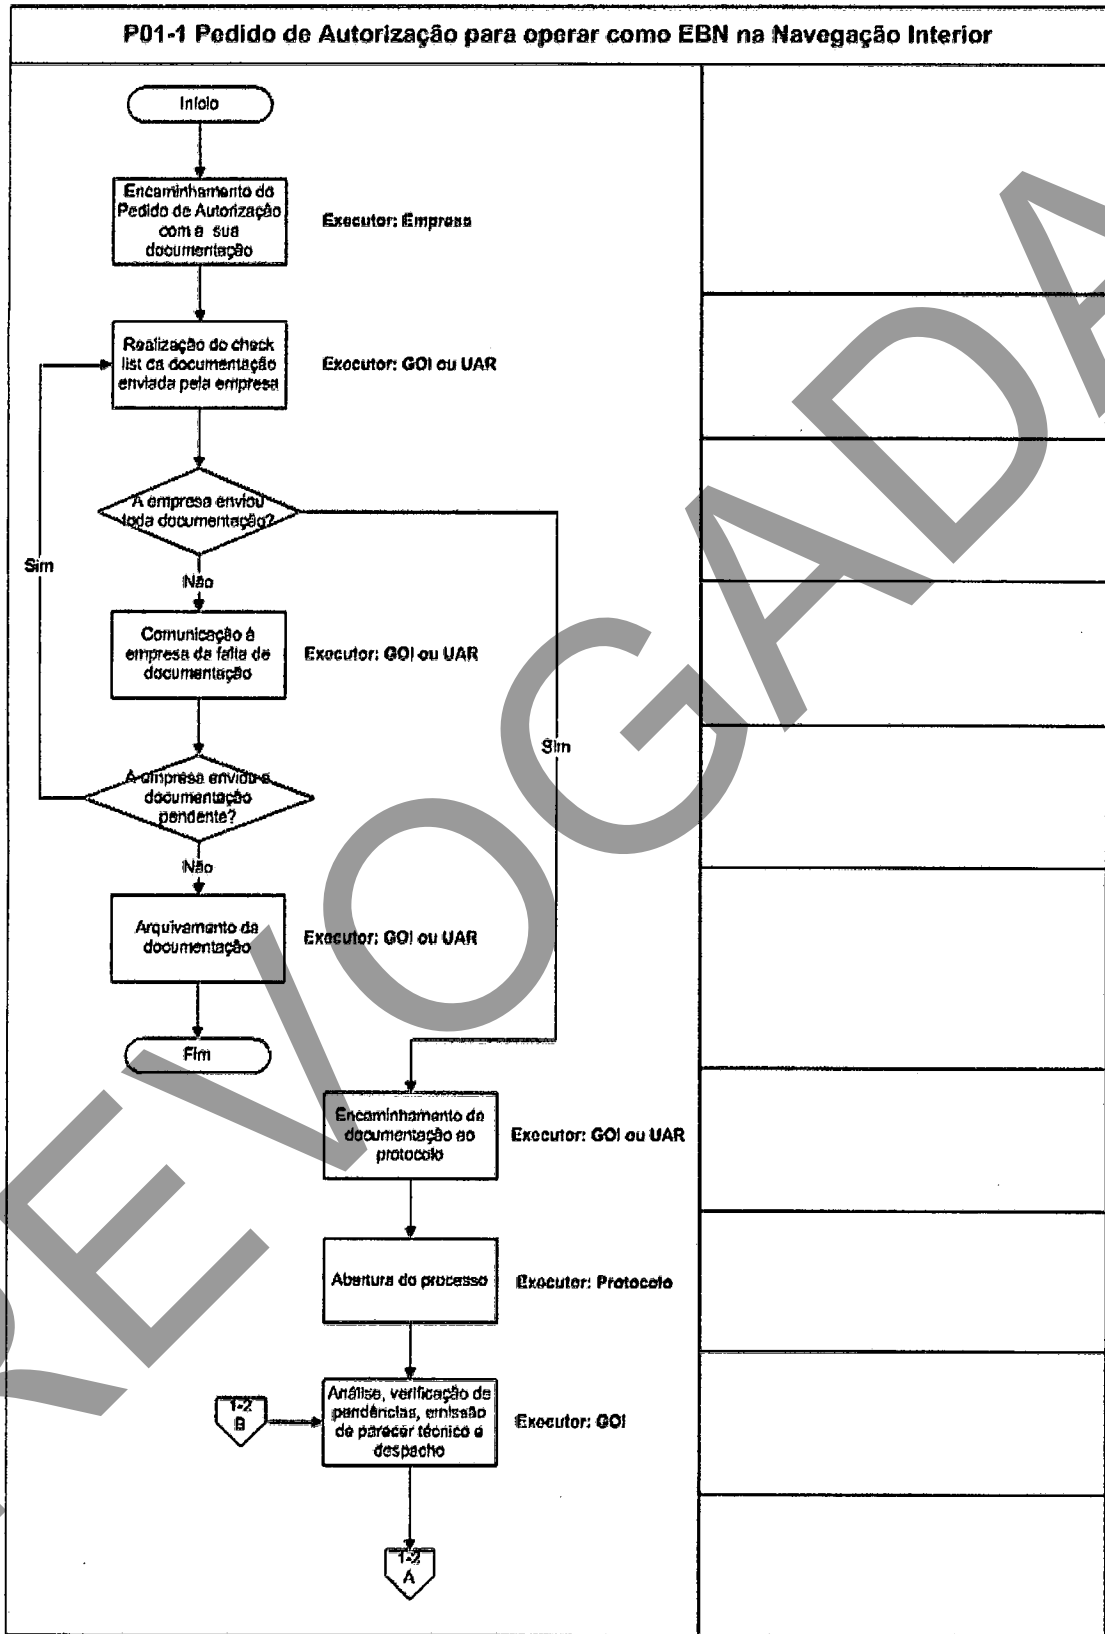 P01-1 Pedido de Autorização para operar como EBN na Navegação Interior
Início
Encaminhamento do
Pedido de Autorização
com a sua
documentação
Executor: Empresa
Realização do check
list da documentação
enviada pela empresa
Executor: GOI ou UAR
A empresa enviou
toda documentação?
Sim
Não
Comunicação à
empresa da falta de
documentação
Executor: GOI ou UAR
Sim
A empresa enviou a
documentação
pendente?
Não
Arquivamento da
documentação
Executor: GOI ou UAR
Fim
Encaminhamento da
documentação ao
protocolo
Executor: GOI ou UAR
Abertura do processo
Executor: Protocolo
1-2
B
Análise, verificação de
pendências, emissão
de parecer técnico e
despacho
Executor: GOI
1-2
A
REVOGADA